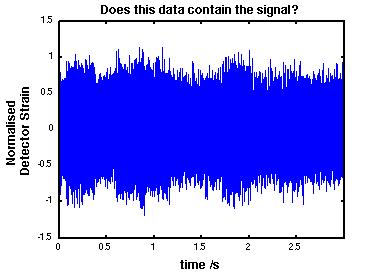 Does this data contain the signal?
1.5
1
0.5
0
-0.5
-1
-1.5
Normalised
Detector Strain
0 0.5 1 1.5 2 2.5
time /s